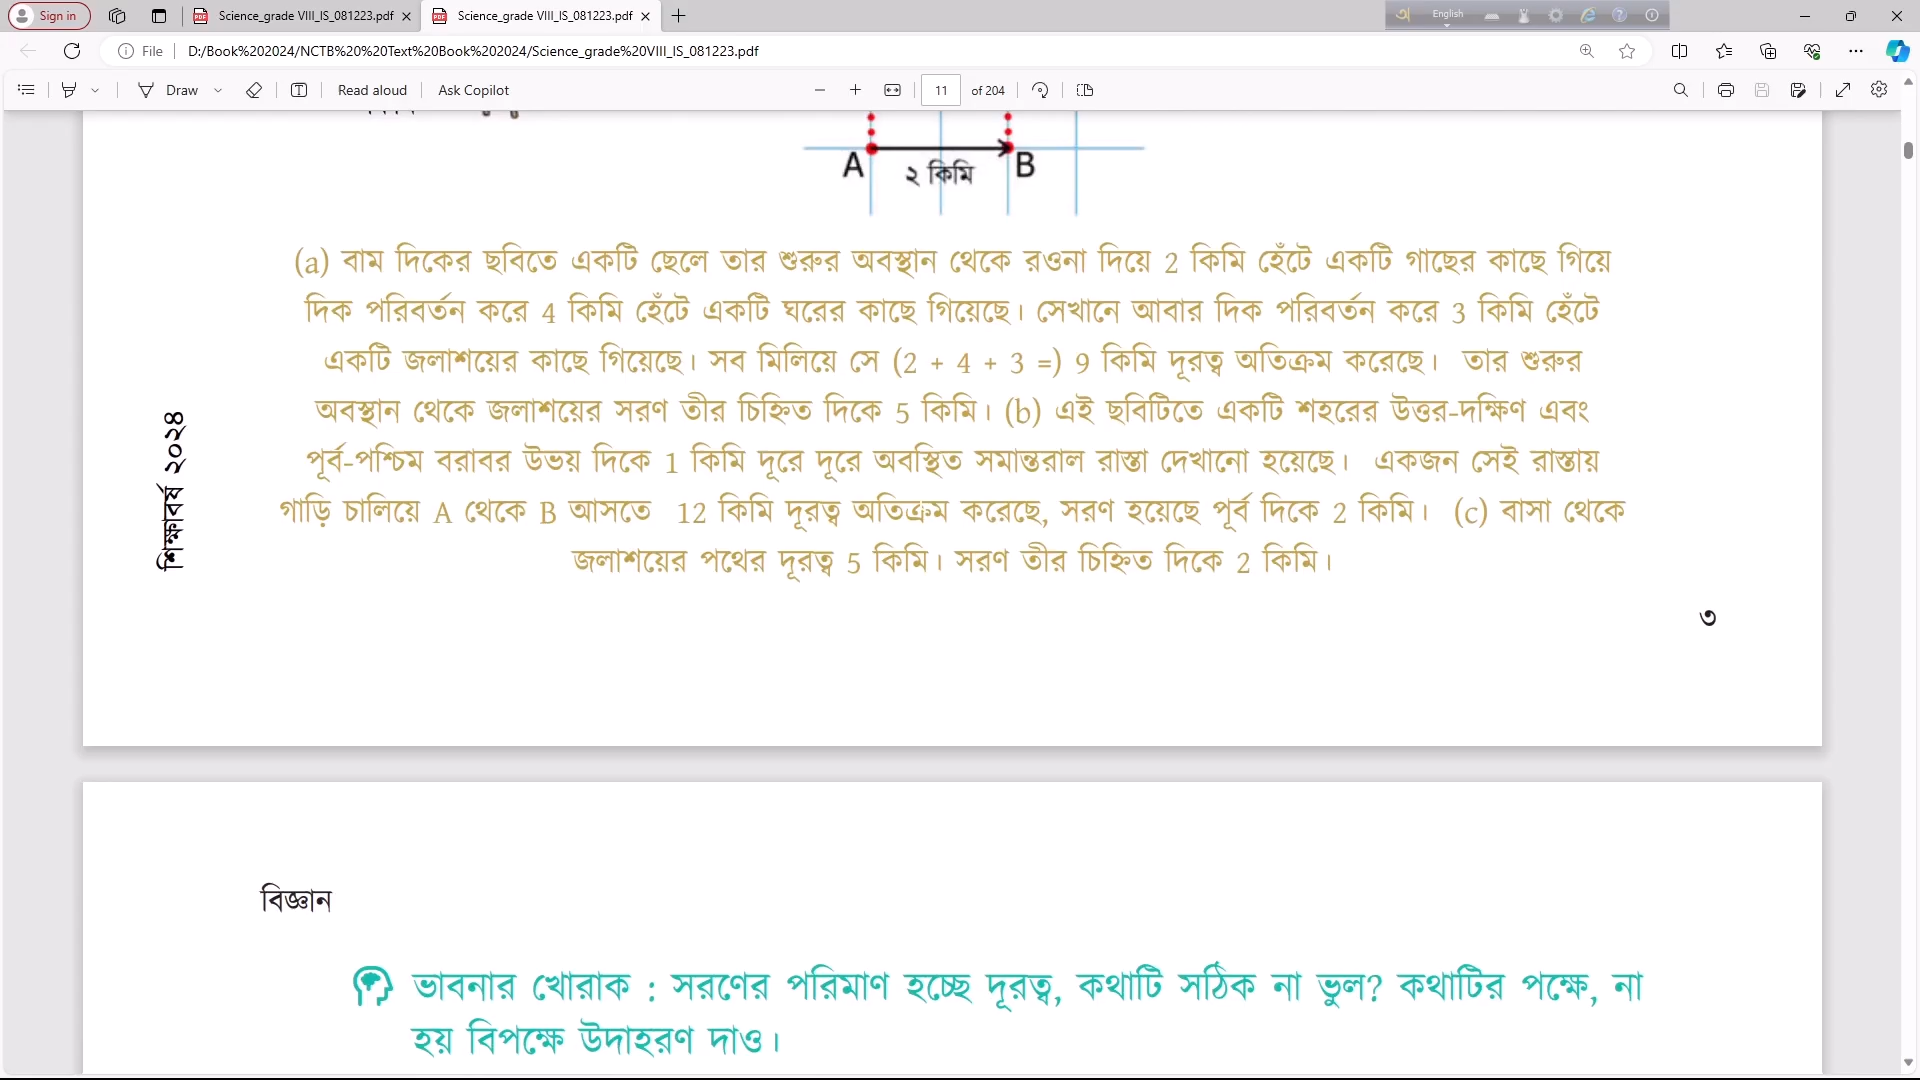 Sign in
Science_grade VIII_IS_081223.pdf
Science_grade VIII_IS_081223.pdf
English
File
D:/Book%202024/NCTB%20%20Text%20Book%202024/Science_grade%20VIII_IS_081223.pdf
Draw
Read aloud
Ask Copilot
11
of 204
A
২ কিমি
B
(a) বাম দিকের ছবিতে একটি ছেলে তার শুরুর অবস্থান থেকে রওনা দিয়ে 2 কিমি হেঁটে একটি গাছের কাছে গিয়ে
দিক পরিবর্তন করে 4 কিমি হেঁটে একটি ঘরের কাছে গিয়েছে। সেখানে আবার দিক পরিবর্তন করে 3 কিমি হেঁটে
একটি জলাশয়ের কাছে গিয়েছে। সব মিলিয়ে সে (2 + 4 + 3 =) 9 কিমি দূরত্ব অতিক্রম করেছে। তার শুরুর
অবস্থান থেকে জলাশয়ের সরণ তীর চিহ্নিত দিকে 5 কিমি। (b) এই ছবিটিতে একটি শহরের উত্তর-দক্ষিণ এবং
পূর্ব-পশ্চিম বরাবর উভয় দিকে 1 কিমি দূরে দূরে অবস্থিত সমান্তরাল রাস্তা দেখানো হয়েছে। একজন সেই রাস্তায়
গাড়ি চালিয়ে A থেকে B আসতে 12 কিমি দূরত্ব অতিক্রম করেছে, সরণ হয়েছে পূর্ব দিকে 2 কিমি। (c) বাসা থেকে
জলাশয়ের পথের দূরত্ব 5 কিমি। সরণ তীর চিহ্নিত দিকে 2 কিমি।
শিক্ষাবর্ষ ২০২৪
৩
বিজ্ঞান
ভাবনার খোরাক : সরণের পরিমাণ হচ্ছে দূরত্ব, কথাটি সঠিক না ভুল? কথাটির পক্ষে, না
হয় বিপক্ষে উদাহরণ দাও।